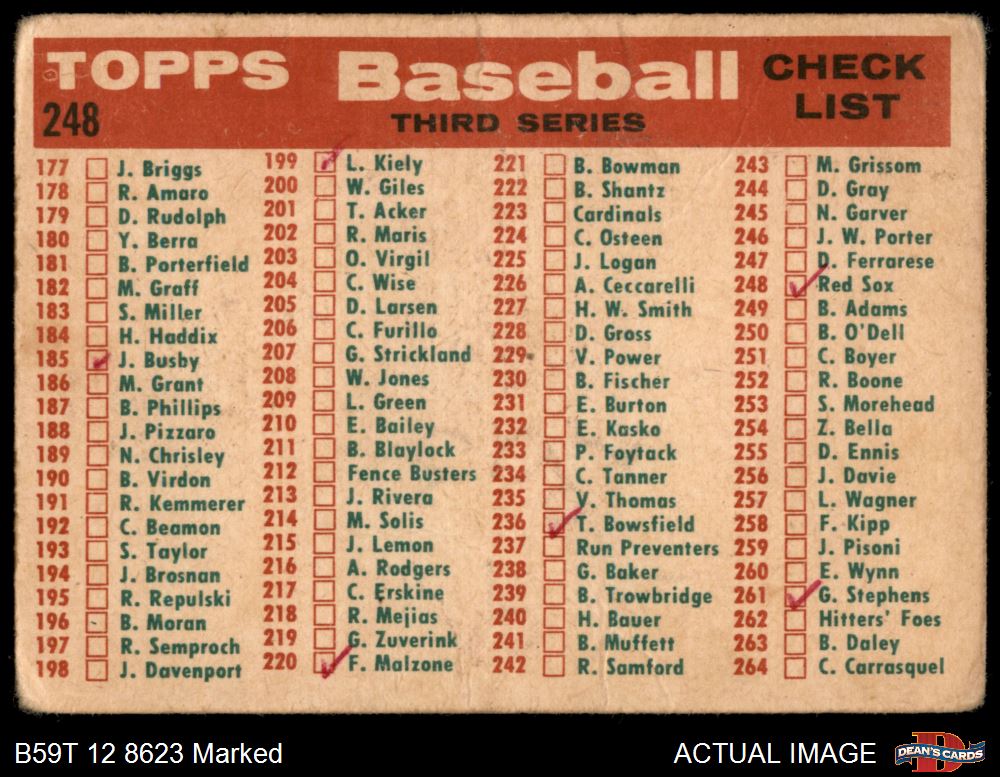 TOPPS Baseball CHECK LIST
248 THIRD SERIES
177 J. Briggs
178 R. Amaro
179 D. Rudolph
180 Y. Berra
181 B. Porterfield
182 M. Graff
183 S. Miller
184 H. Haddix
185 J. Busby
186 M. Grant
187 B. Phillips
188 J. Pizzaro
189 N. Chrisley
190 B. Virdon
191 R. Kemmerer
192 C. Beamon
193 S. Taylor
194 J. Brosnan
195 R. Repulski
196 B. Moran
197 R. Semproch
198 J. Davenport
199 L. Kiely
200 W. Giles
201 T. Acker
202 R. Maris
203 O. Virgil
204 C. Wise
205 D. Larsen
206 C. Furillo
207 G. Strickland
208 W. Jones
209 L. Green
210 E. Bailey
211 B. Blaylock
212 Fence Busters
213 J. Rivera
214 M. Solis
215 J. Lemon
216 A. Rodgers
217 C. Erskine
218 R. Mejias
219 G. Zuverink
220 F. Malzone
221 B. Bowman
222 B. Shantz
223 Cardinals
224 C. Osteen
225 J. Logan
226 A. Ceccarelli
227 H. W. Smith
228 D. Gross
229 V. Power
230 B. Fischer
231 E. Burton
232 E. Kasko
233 P. Foytack
234 C. Tanner
235 V. Thomas
236 T. Bowsfield
237 Run Preventers
238 G. Baker
239 B. Trowbridge
240 H. Bauer
241 B. Muffett
242 R. Samford
243 M. Grissom
244 D. Gray
245 N. Garver
246 J. W. Porter
247 D. Ferrarese
248 Red Sox
249 B. Adams
250 B. O'Dell
251 C. Boyer
252 R. Boone
253 S. Morehead
254 Z. Bella
255 D. Ennis
256 J. Davie
257 L. Wagner
258 F. Kipp
259 J. Pisoni
260 E. Wynn
261 G. Stephens
262 Hitters' Foes
263 B. Daley
264 C. Carrasquel
B59T 12 8623 Marked
ACTUAL IMAGE
DEAN'S CARDS